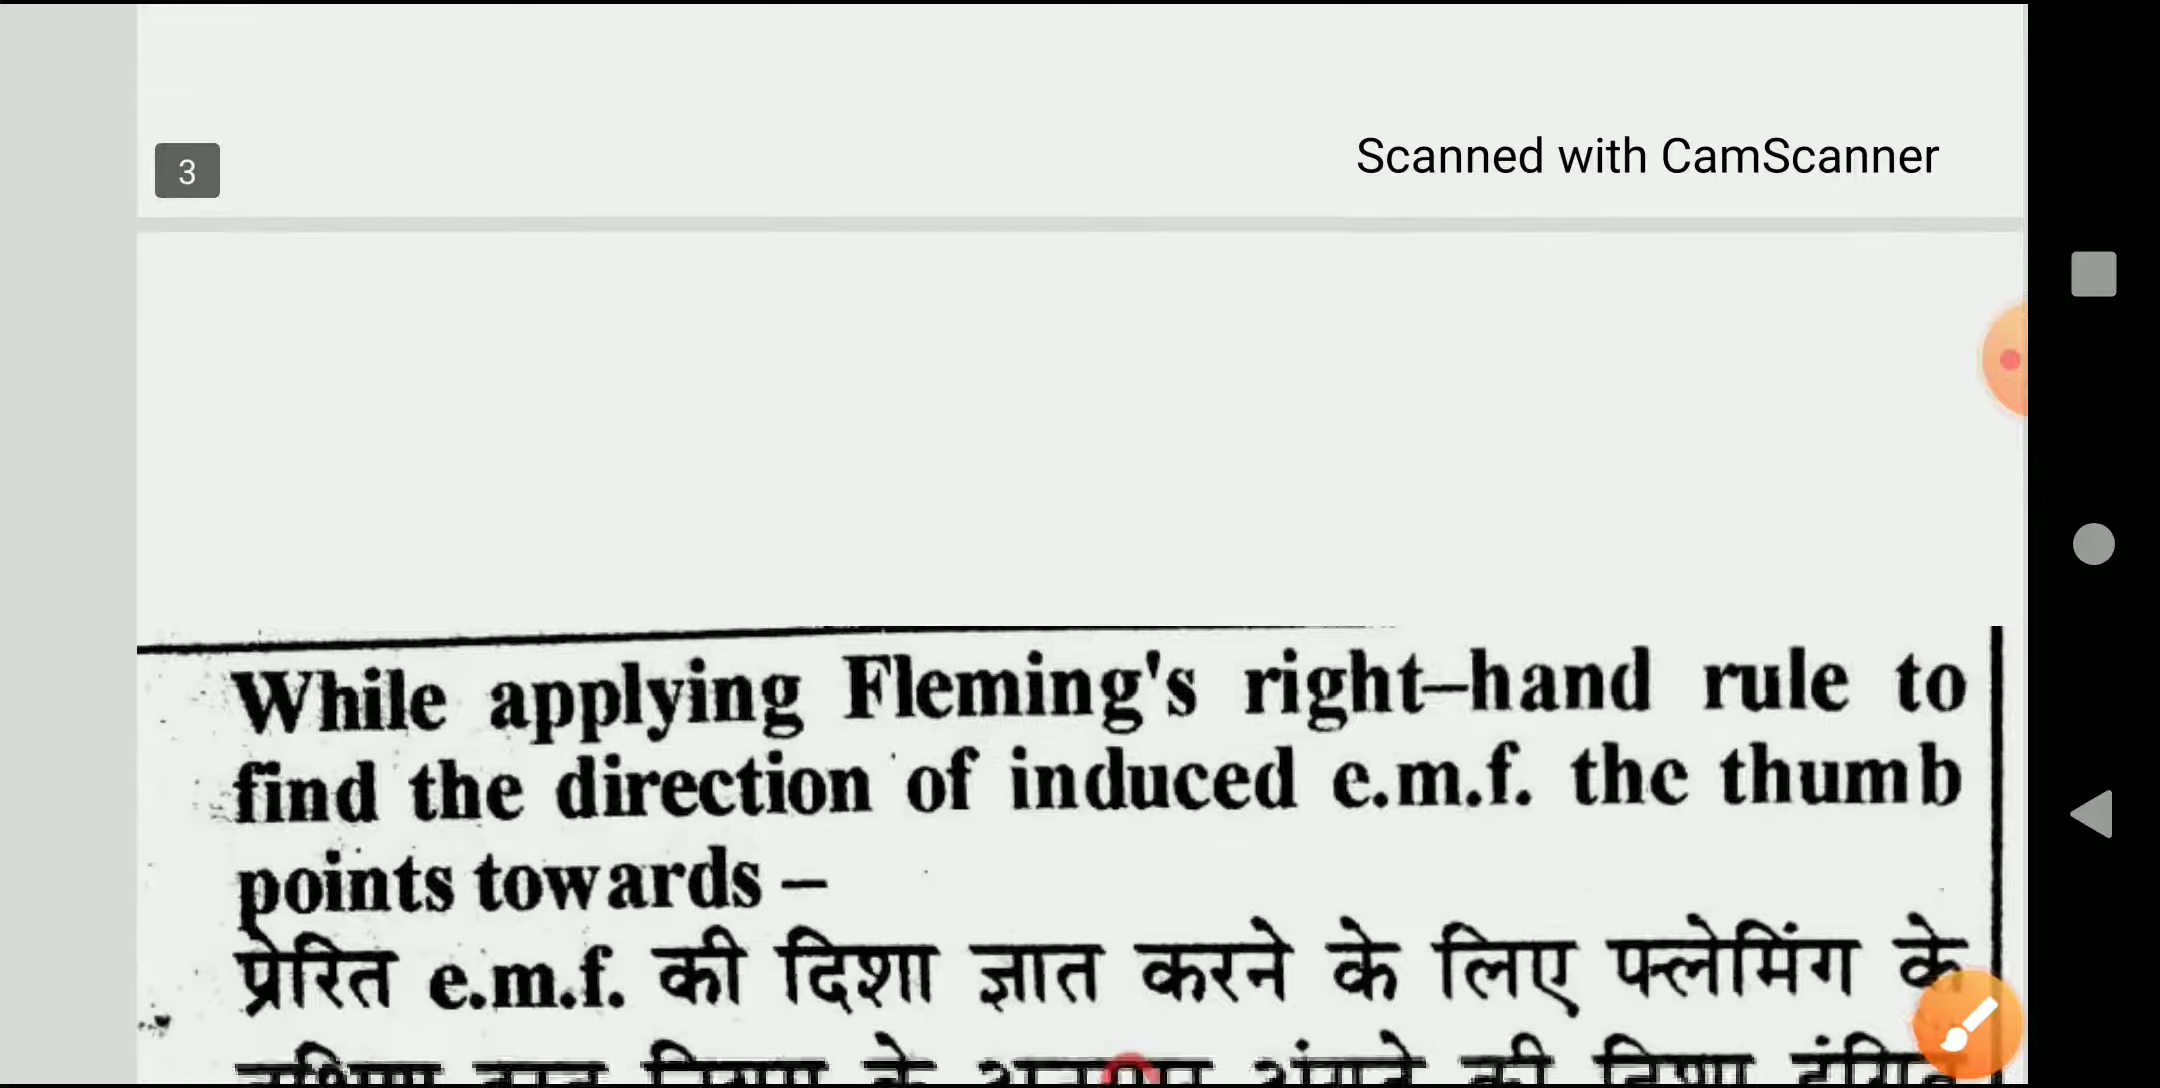 Scanned with CamScanner
3
While applying Fleming's right-hand rule to
find the direction of induced e.m.f. the thumb
points towards –
प्रेरित e.m.f. की दिशा ज्ञात करने के लिए फ्लेमिंग के